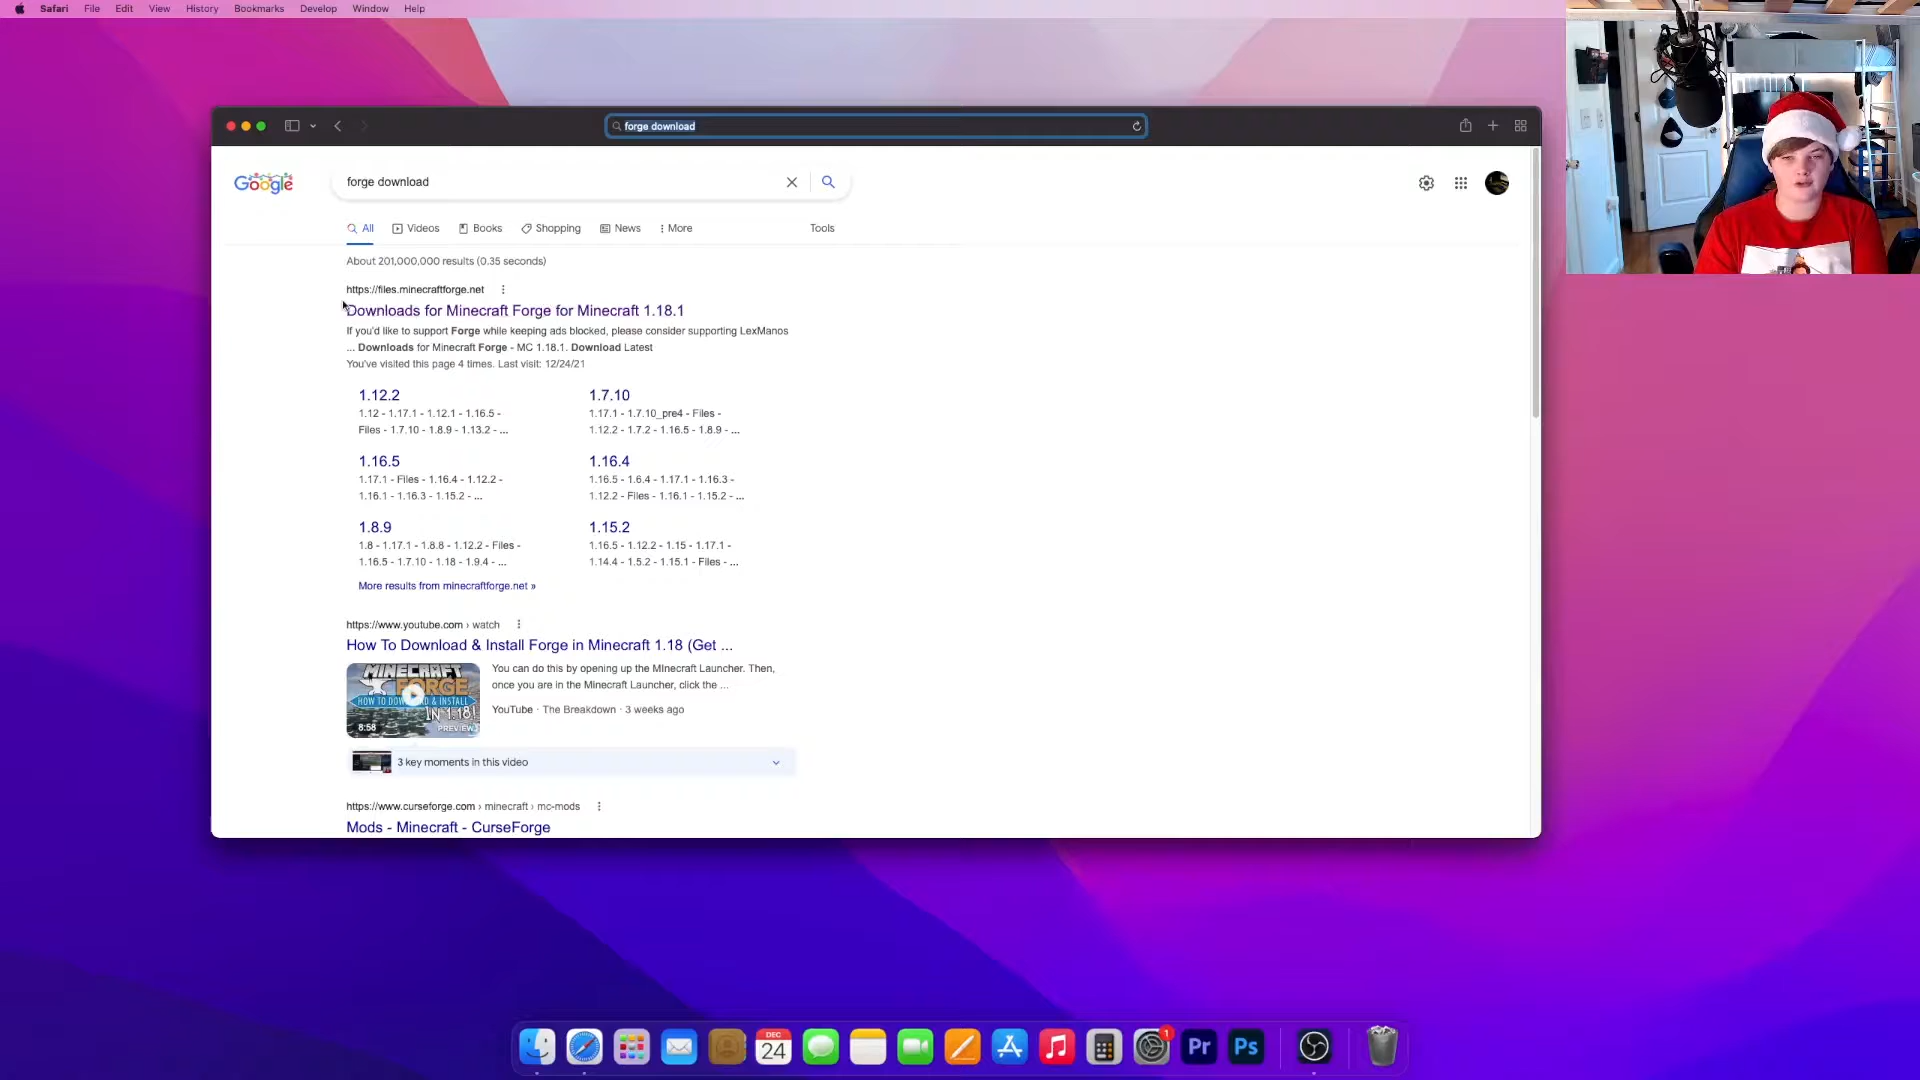 Safari File Edit View History Bookmarks Develop Window Help
forge download
Google
forge download
All Videos Books Shopping News More Tools
About 201,000,000 results (0.35 seconds)
https://files.minecraftforge.net
Downloads for Minecraft Forge for Minecraft 1.18.1
If you'd like to support Forge while keeping ads blocked, please consider supporting LexManos
... Downloads for Minecraft Forge - MC 1.18.1. Download Latest
You've visited this page 4 times. Last visit: 12/24/21
1.12.2
1.12 - 1.17.1 - 1.12.1 - 1.16.5 -
Files - 1.7.10 - 1.8.9 - 1.13.2 - ...
1.7.10
1.17.1 - 1.7.10_pre4 - Files -
1.12.2 - 1.7.2 - 1.16.5 - 1.8.9 - ...
1.16.5
1.17.1 - Files - 1.16.4 - 1.12.2 -
1.16.1 - 1.16.3 - 1.15.2 - ...
1.16.4
1.16.5 - 1.6.4 - 1.17.1 - 1.16.3 -
1.12.2 - Files - 1.16.1 - 1.15.2 - ...
1.8.9
1.8 - 1.17.1 - 1.8.8 - 1.12.2 - Files -
1.16.5 - 1.7.10 - 1.18 - 1.9.4 - ...
1.15.2
1.16.5 - 1.12.2 - 1.15 - 1.17.1 -
1.14.4 - 1.5.2 - 1.15.1 - Files - ...
More results from minecraftforge.net »
https://www.youtube.com › watch
How To Download & Install Forge in Minecraft 1.18 (Get ...
MINECRAFT
FORGE
HOW TO DOWNLOAD & INSTALL
IN 1.18!
8:58
PREVIEW
You can do this by opening up the Minecraft Launcher. Then,
once you are in the Minecraft Launcher, click the ...
YouTube · The Breakdown · 3 weeks ago
3 key moments in this video
https://www.curseforge.com › minecraft › mc-mods
Mods - Minecraft - CurseForge
DEC
24
1
Pr
Ps